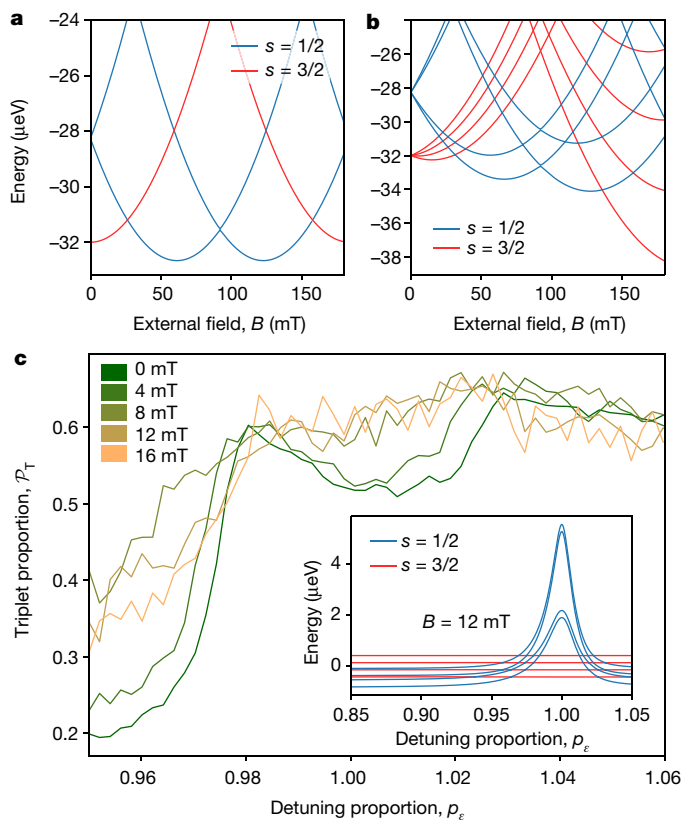 a
b
−24
−26
−28
−30
−32
Energy (μeV)
0
50
100
150
External field, B (mT)
s = 1/2
s = 3/2
−26
−28
−30
−32
−34
−36
−38
0
50
100
150
External field, B (mT)
s = 1/2
s = 3/2
c
0 mT
4 mT
8 mT
12 mT
16 mT
0.6
0.5
0.4
0.3
0.2
Triplet proportion, 𝒫T
0.96
0.98
1.00
1.02
1.04
1.06
Detuning proportion, pε
s = 1/2
s = 3/2
B = 12 mT
4
2
0
Energy (μeV)
0.85
0.90
0.95
1.00
1.05
Detuning proportion, pε